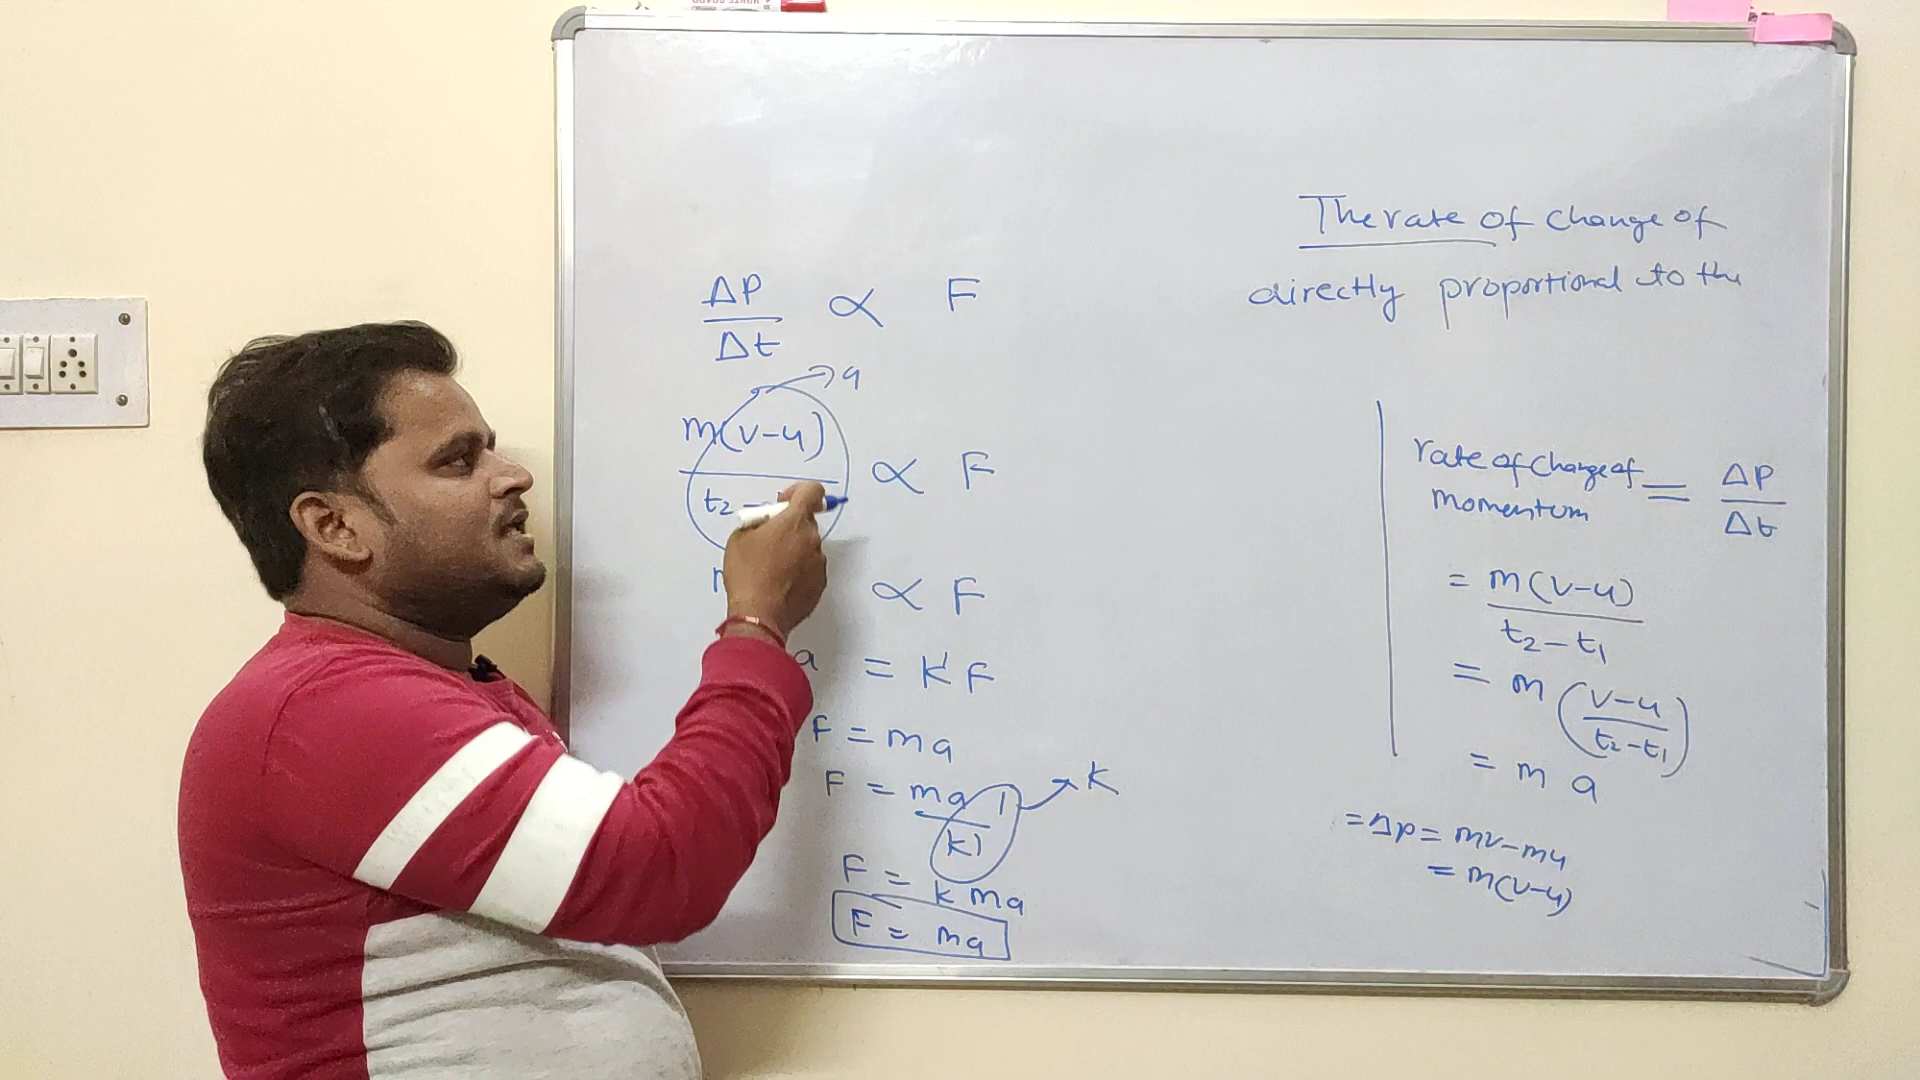 The rate of change of
directly proportional to the
ΔP/Δt ∝ F
a
m(v-u)/t2- ∝ F
∝ F
a = k' F
F = ma
F = ma 1/k1 → k
F = k ma
F = ma
rate of change of momentum = ΔP/Δt
= m(v-u)/t2-t1
= m (v-u/t2-t1)
= m a
= Δp = mv-mu
= m(v-u)